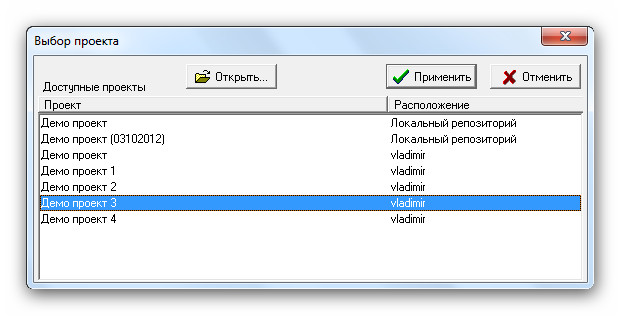 Выбор проекта
Открыть... Применить Отменить
Доступные проекты
Проект Расположение
Демо проект Локальный репозиторий
Демо проект (03102012) Локальный репозиторий
Демо проект vladimir
Демо проект 1 vladimir
Демо проект 2 vladimir
Демо проект 3 vladimir
Демо проект 4 vladimir